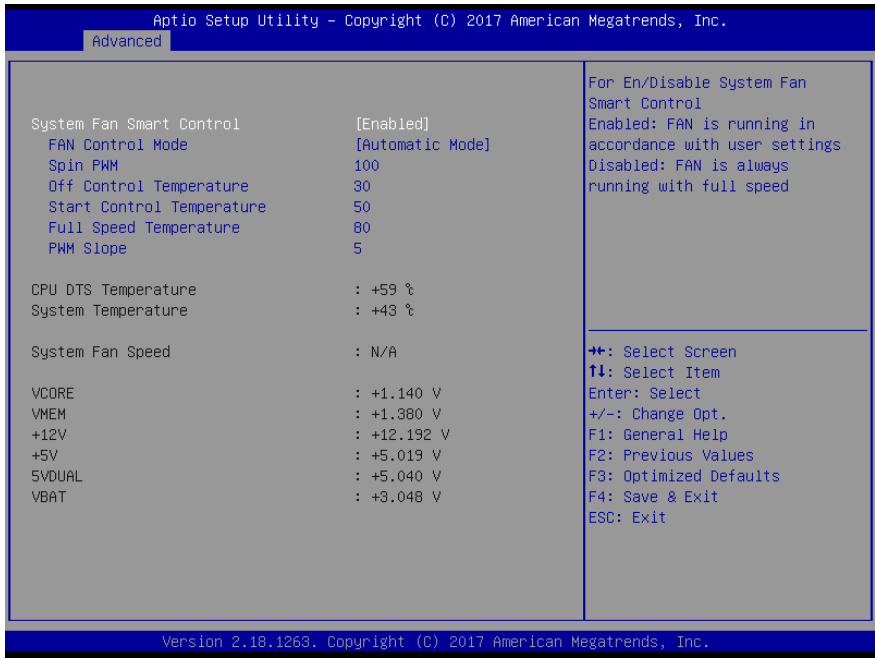 Aptio Setup Utility – Copyright (C) 2017 American Megatrends, Inc.
Advanced
System Fan Smart Control [Enabled]
FAN Control Mode [Automatic Mode]
Spin PWM 100
Off Control Temperature 30
Start Control Temperature 50
Full Speed Temperature 80
PWM Slope 5
CPU DTS Temperature : +59 ℃
System Temperature : +43 ℃
System Fan Speed : N/A
VCORE : +1.140 V
VMEM : +1.380 V
+12V : +12.192 V
+5V : +5.019 V
5VDUAL : +5.040 V
VBAT : +3.048 V
For En/Disable System Fan
Smart Control
Enabled: FAN is running in
accordance with user settings
Disabled: FAN is always
running with full speed
→←: Select Screen
↑↓: Select Item
Enter: Select
+/-: Change Opt.
F1: General Help
F2: Previous Values
F3: Optimized Defaults
F4: Save & Exit
ESC: Exit
Version 2.18.1263. Copyright (C) 2017 American Megatrends, Inc.